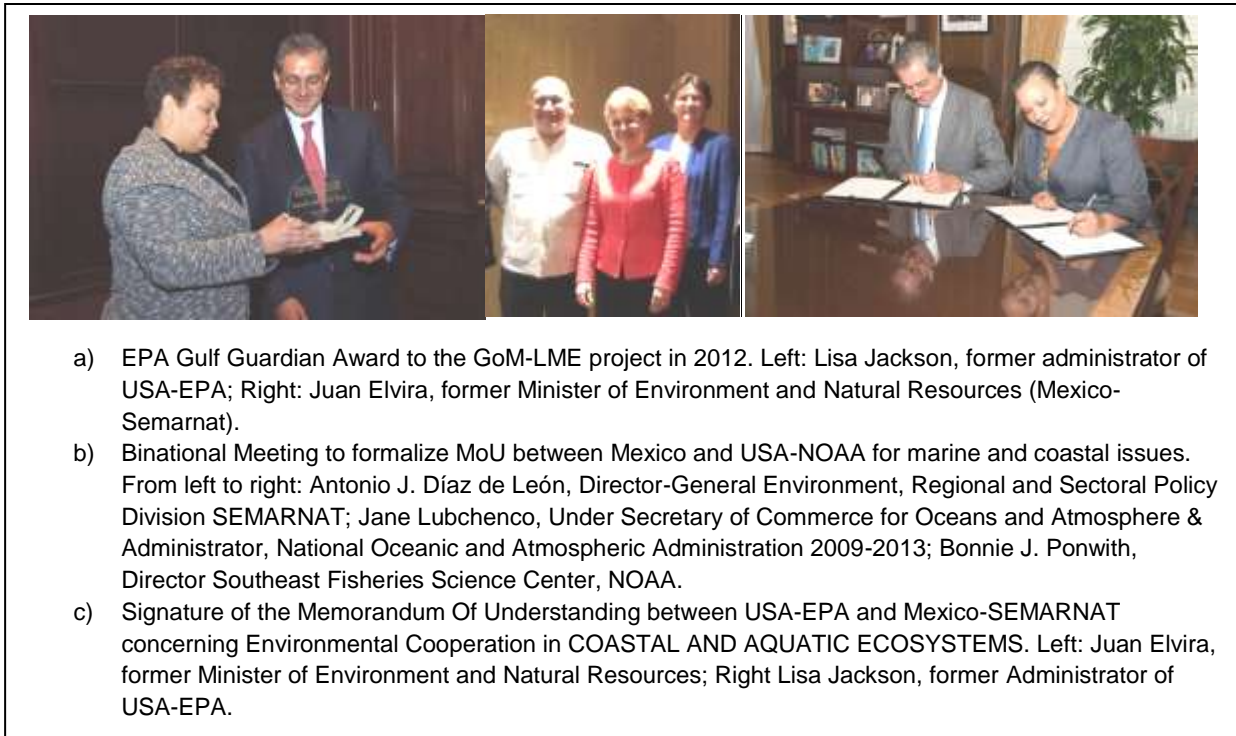 a) EPA Gulf Guardian Award to the GoM-LME project in 2012. Left: Lisa Jackson, former administrator of
USA-EPA; Right: Juan Elvira, former Minister of Environment and Natural Resources (Mexico-
Semarnat).
b) Binational Meeting to formalize MoU between Mexico and USA-NOAA for marine and coastal issues.
From left to right: Antonio J. Díaz de León, Director-General Environment, Regional and Sectoral Policy
Division SEMARNAT; Jane Lubchenco, Under Secretary of Commerce for Oceans and Atmosphere &
Administrator, National Oceanic and Atmospheric Administration 2009-2013; Bonnie J. Ponwith,
Director Southeast Fisheries Science Center, NOAA.
c) Signature of the Memorandum Of Understanding between USA-EPA and Mexico-SEMARNAT
concerning Environmental Cooperation in COASTAL AND AQUATIC ECOSYSTEMS. Left: Juan Elvira,
former Minister of Environment and Natural Resources; Right Lisa Jackson, former Administrator of
USA-EPA.